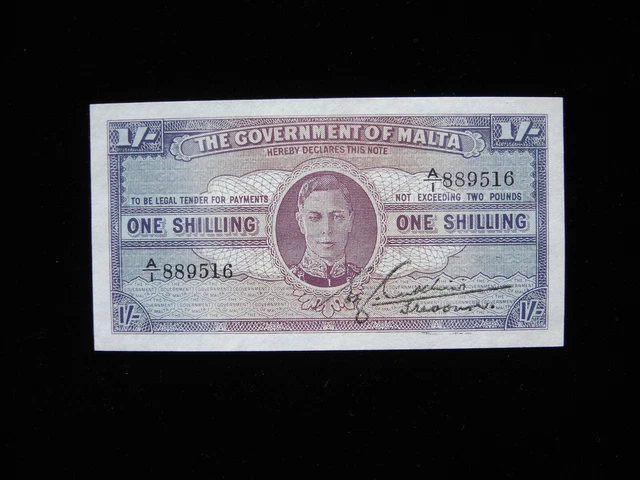 1/- 1/-
THE GOVERNMENT OF MALTA
HEREBY DECLARES THIS NOTE
A/1 889516
TO BE LEGAL TENDER FOR PAYMENTS NOT EXCEEDING TWO POUNDS
ONE SHILLING ONE SHILLING
A/1 889516
1/- 1/-